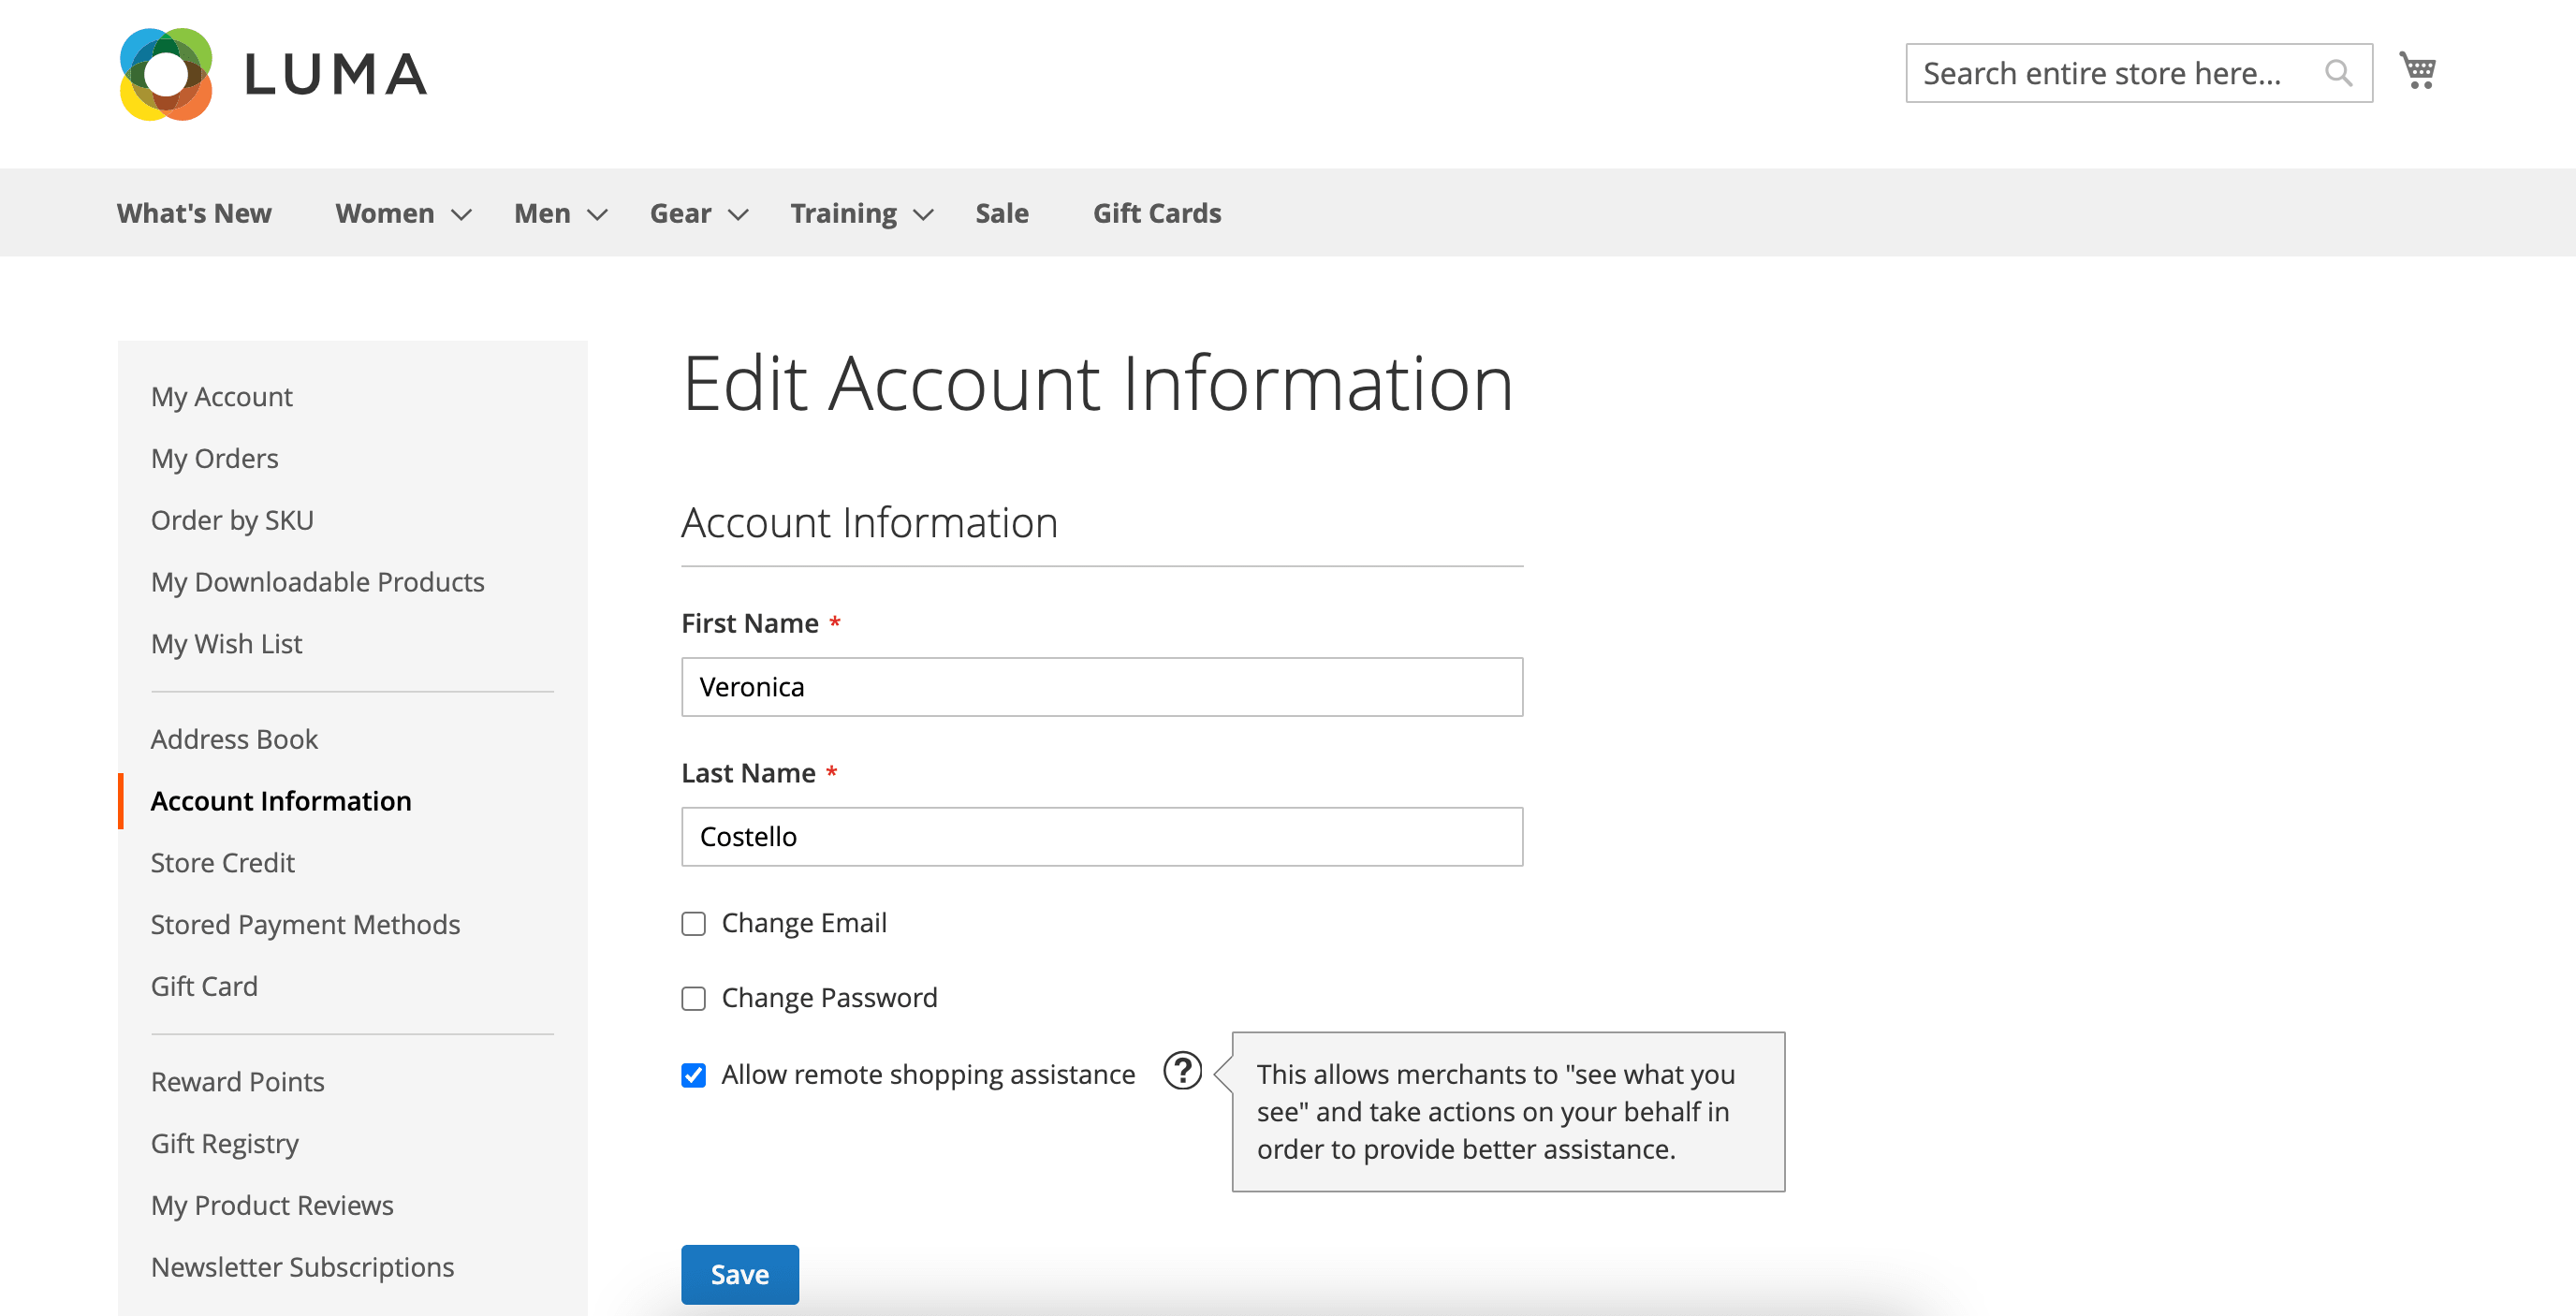 LUMA
Search entire store here...
What's New Women Men Gear Training Sale Gift Cards
My Account
My Orders
Order by SKU
My Downloadable Products
My Wish List
Address Book
Account Information
Store Credit
Stored Payment Methods
Gift Card
Reward Points
Gift Registry
My Product Reviews
Newsletter Subscriptions
Edit Account Information
Account Information
First Name *
Veronica
Last Name *
Costello
Change Email
Change Password
Allow remote shopping assistance ?
This allows merchants to "see what you
see" and take actions on your behalf in
order to provide better assistance.
Save